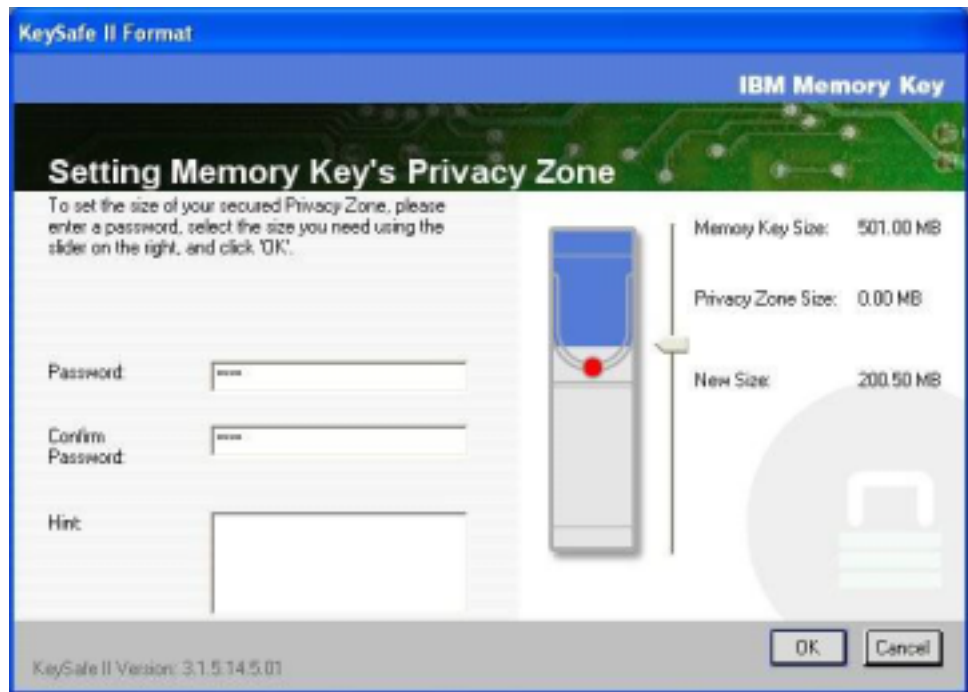 KeySafe II Format
IBM Memory Key
Setting Memory Key's Privacy Zone
To set the size of your secured Privacy Zone, please
enter a password, select the size you need using the
slider on the right, and click 'OK'.
Memory Key Size: 501.00 MB
Privacy Zone Size: 0.00 MB
New Size: 200.50 MB
Password:
Confirm
Password:
Hint:
OK
Cancel
KeySafe II Version: 3.1.5.14.5.01